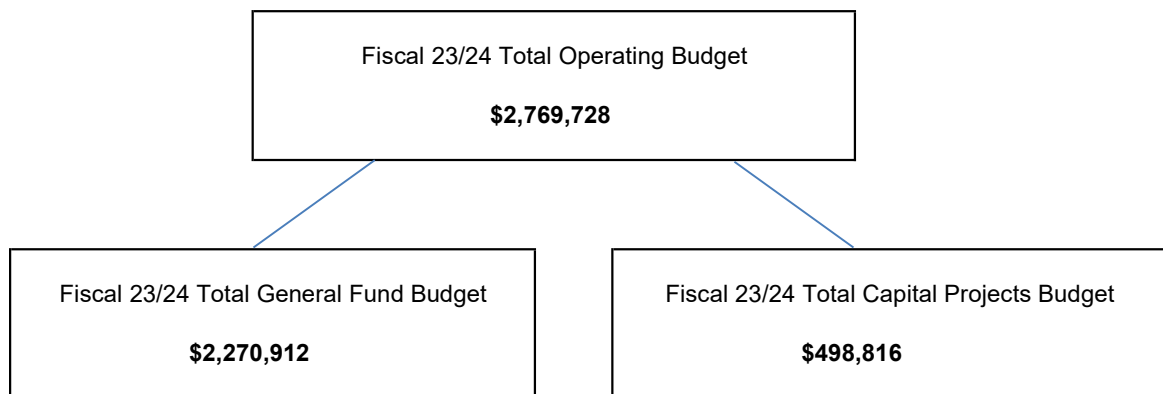 Fiscal 23/24 Total Operating Budget
$2,769,728
Fiscal 23/24 Total General Fund Budget
$2,270,912
Fiscal 23/24 Total Capital Projects Budget
$498,816